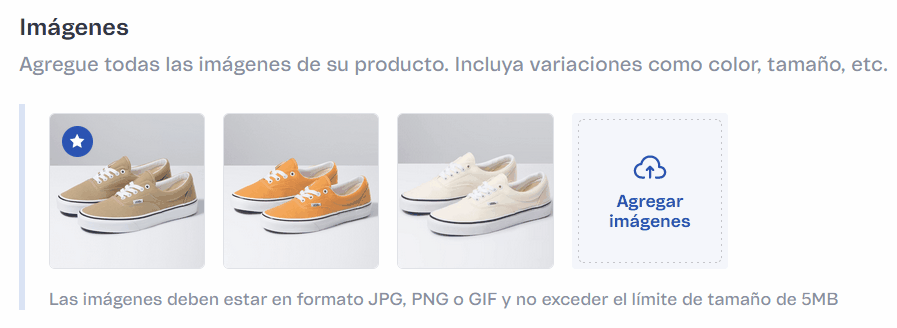 Imágenes
Agregue todas las imágenes de su producto. Incluya variaciones como color, tamaño, etc.
Agregar
imágenes
Las imágenes deben estar en formato JPG, PNG o GIF y no exceder el límite de tamaño de 5MB